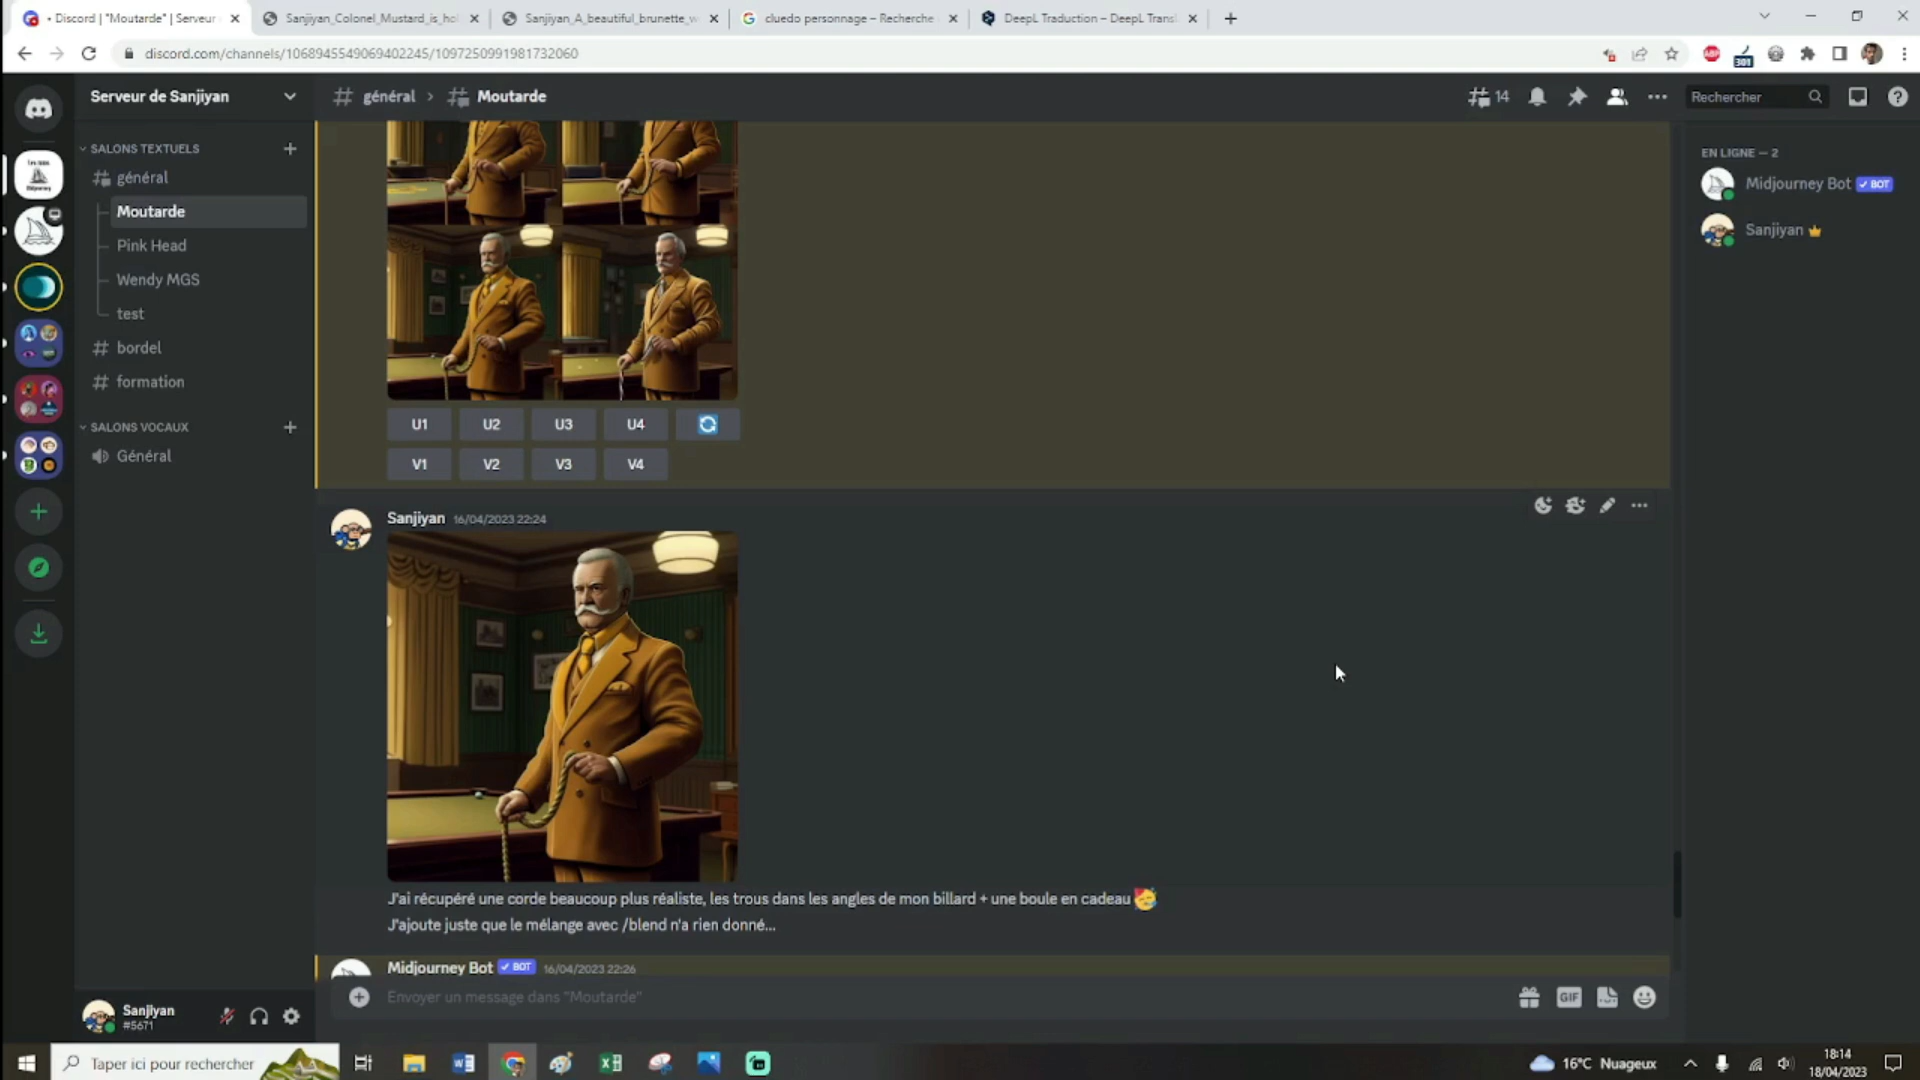 • Discord | "Moutarde" | Serveur
Sanjiyan_Colonel_Mustard_is_hol
Sanjiyan_A_beautiful_brunette_w
cluedo personnage – Recherche
DeepL Traduction – DeepL Transl
discord.com/channels/1068945549069402245/1097250991981732060
ABP
301
Serveur de Sanjiyan
général
Moutarde
14
Rechercher
SALONS TEXTUELS
général
Moutarde
Pink Head
Wendy MGS
test
bordel
formation
SALONS VOCAUX
Général
EN LIGNE — 2
Midjourney Bot BOT
Sanjiyan
U1 U2 U3 U4
V1 V2 V3 V4
Sanjiyan 16/04/2023 22:24
J'ai récupéré une corde beaucoup plus réaliste, les trous dans les angles de mon billard + une boule en cadeau
J'ajoute juste que le mélange avec /blend n'a rien donné...
Midjourney Bot BOT 16/04/2023 22:26
Envoyer un message dans "Moutarde"
GIF
Sanjiyan
#5671
Taper ici pour rechercher
16°C Nuageux
18:14
18/04/2023